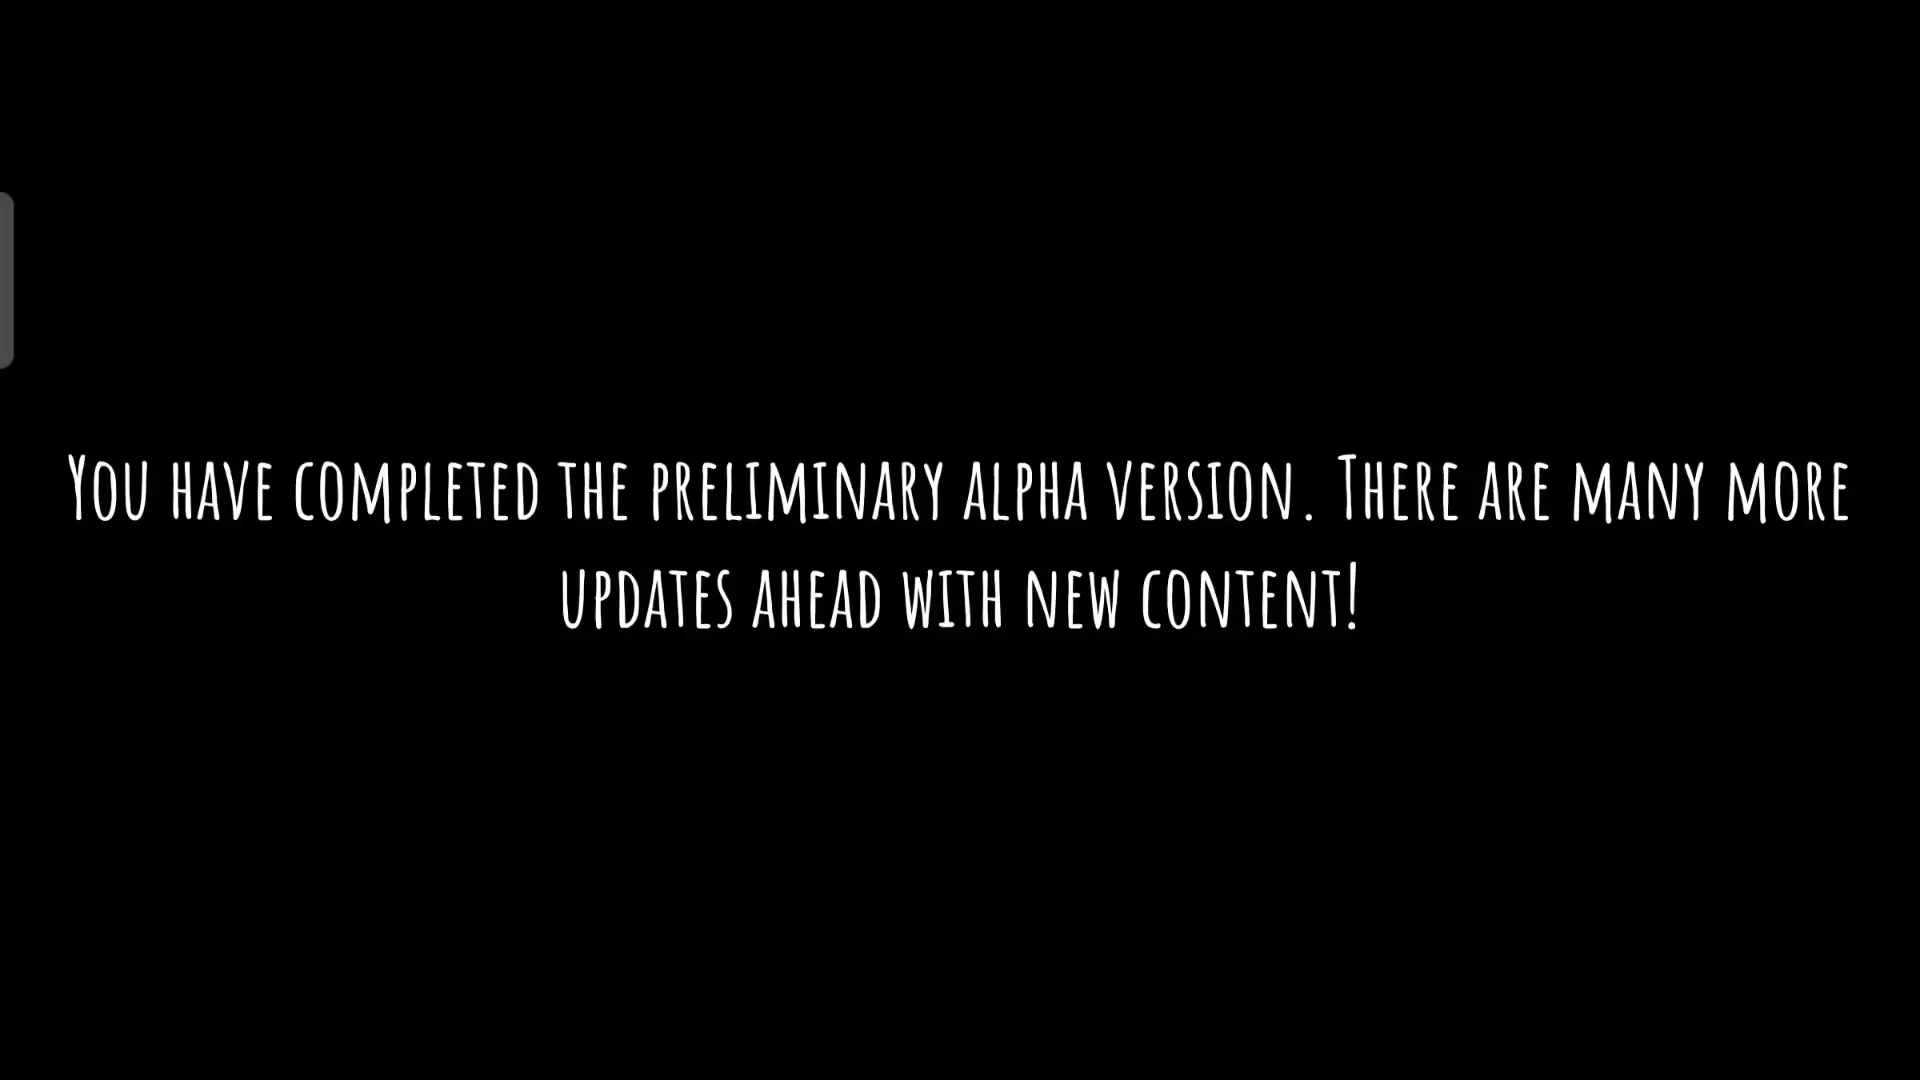 You have completed the preliminary alpha version. There are many more
updates ahead with new content!